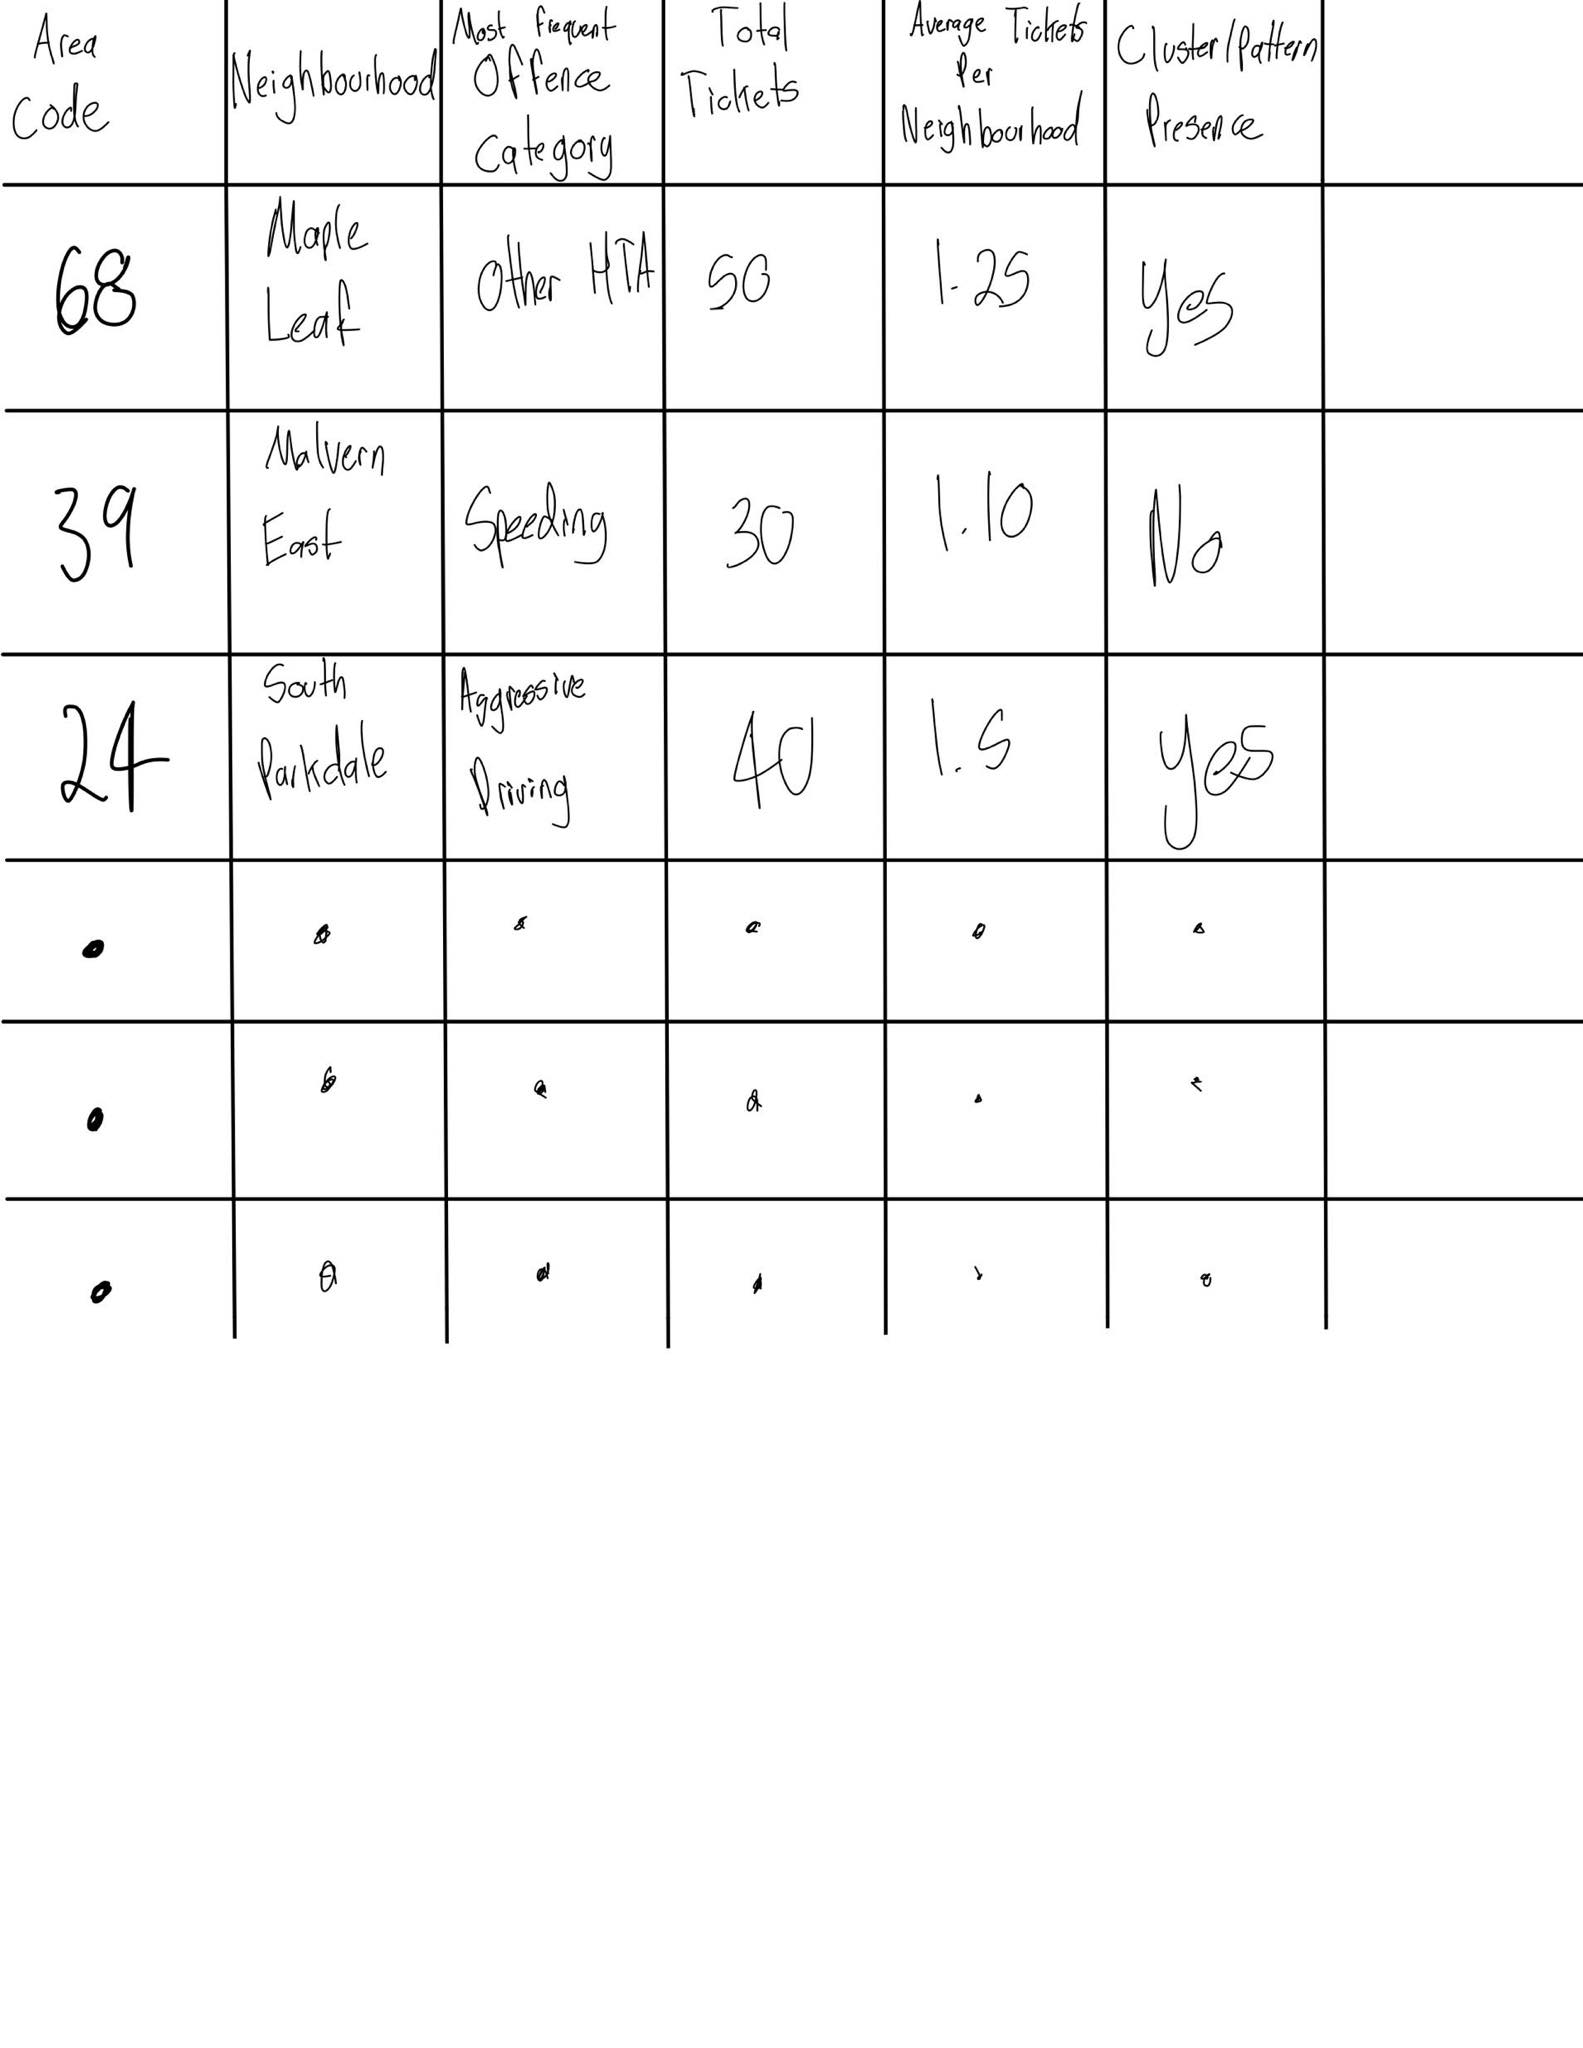 Area
Code
Neighbourhood
Most Frequent
Offence
Category
Total
Tickets
Average Tickets
Per
Neighbourhood
Cluster/Pattern
Presence
68
Maple
Leaf
Other HTA
50
1.25
Yes
39
Malvern
East
Speeding
30
1.10
No
24
South
Parkdale
Aggressive
Driving
40
1.5
Yes